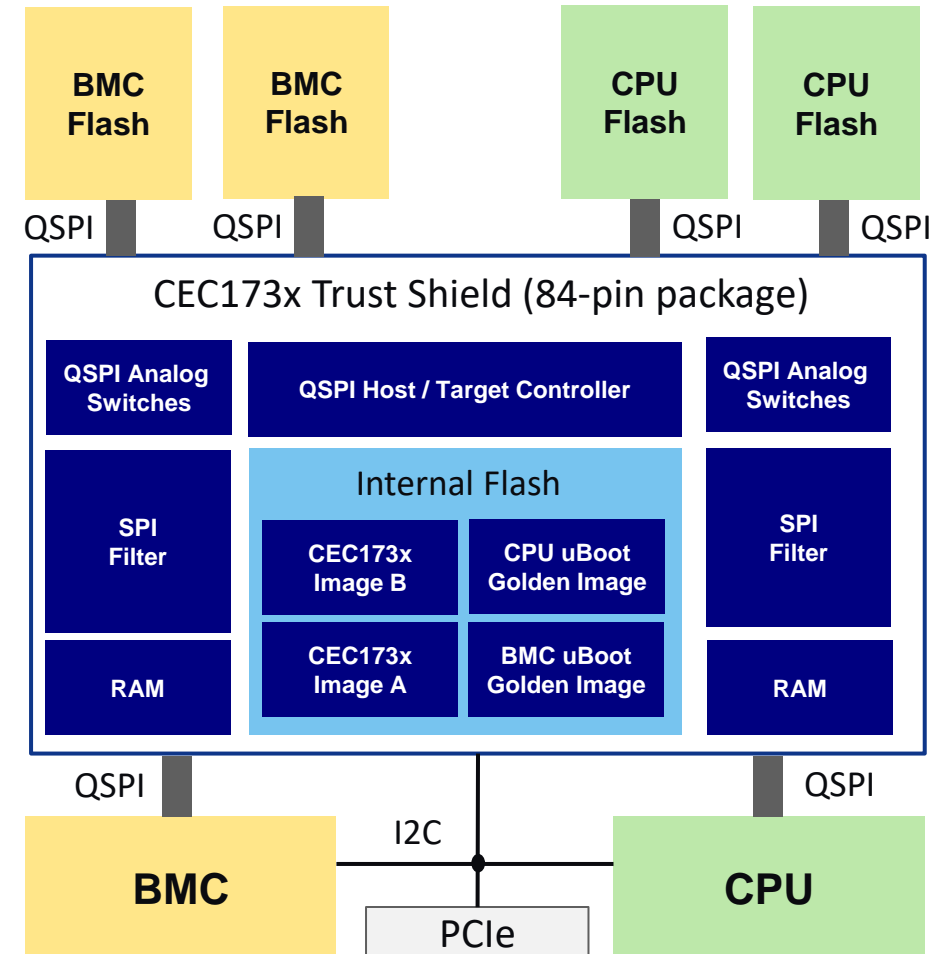 BMC
Flash
BMC
Flash
CPU
Flash
CPU
Flash
QSPI
QSPI
QSPI
QSPI
CEC173x Trust Shield (84-pin package)
QSPI Analog
Switches
QSPI Host / Target Controller
QSPI Analog
Switches
SPI
Filter
Internal Flash
CEC173x
Image B
CPU uBoot
Golden Image
SPI
Filter
RAM
CEC173x
Image A
BMC uBoot
Golden Image
RAM
QSPI
QSPI
I2C
BMC
CPU
PCIe